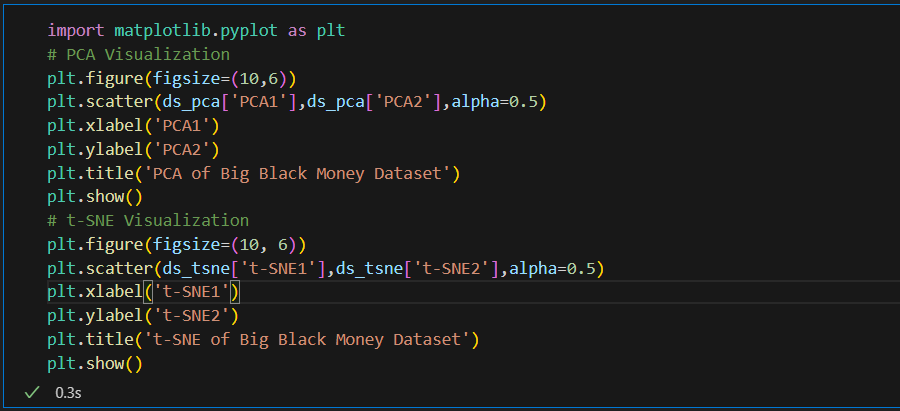 import matplotlib.pyplot as plt
# PCA Visualization
plt.figure(figsize=(10,6))
plt.scatter(ds_pca['PCA1'],ds_pca['PCA2'],alpha=0.5)
plt.xlabel('PCA1')
plt.ylabel('PCA2')
plt.title('PCA of Big Black Money Dataset')
plt.show()
# t-SNE Visualization
plt.figure(figsize=(10, 6))
plt.scatter(ds_tsne['t-SNE1'],ds_tsne['t-SNE2'],alpha=0.5)
plt.xlabel('t-SNE1')
plt.ylabel('t-SNE2')
plt.title('t-SNE of Big Black Money Dataset')
plt.show()
0.3s